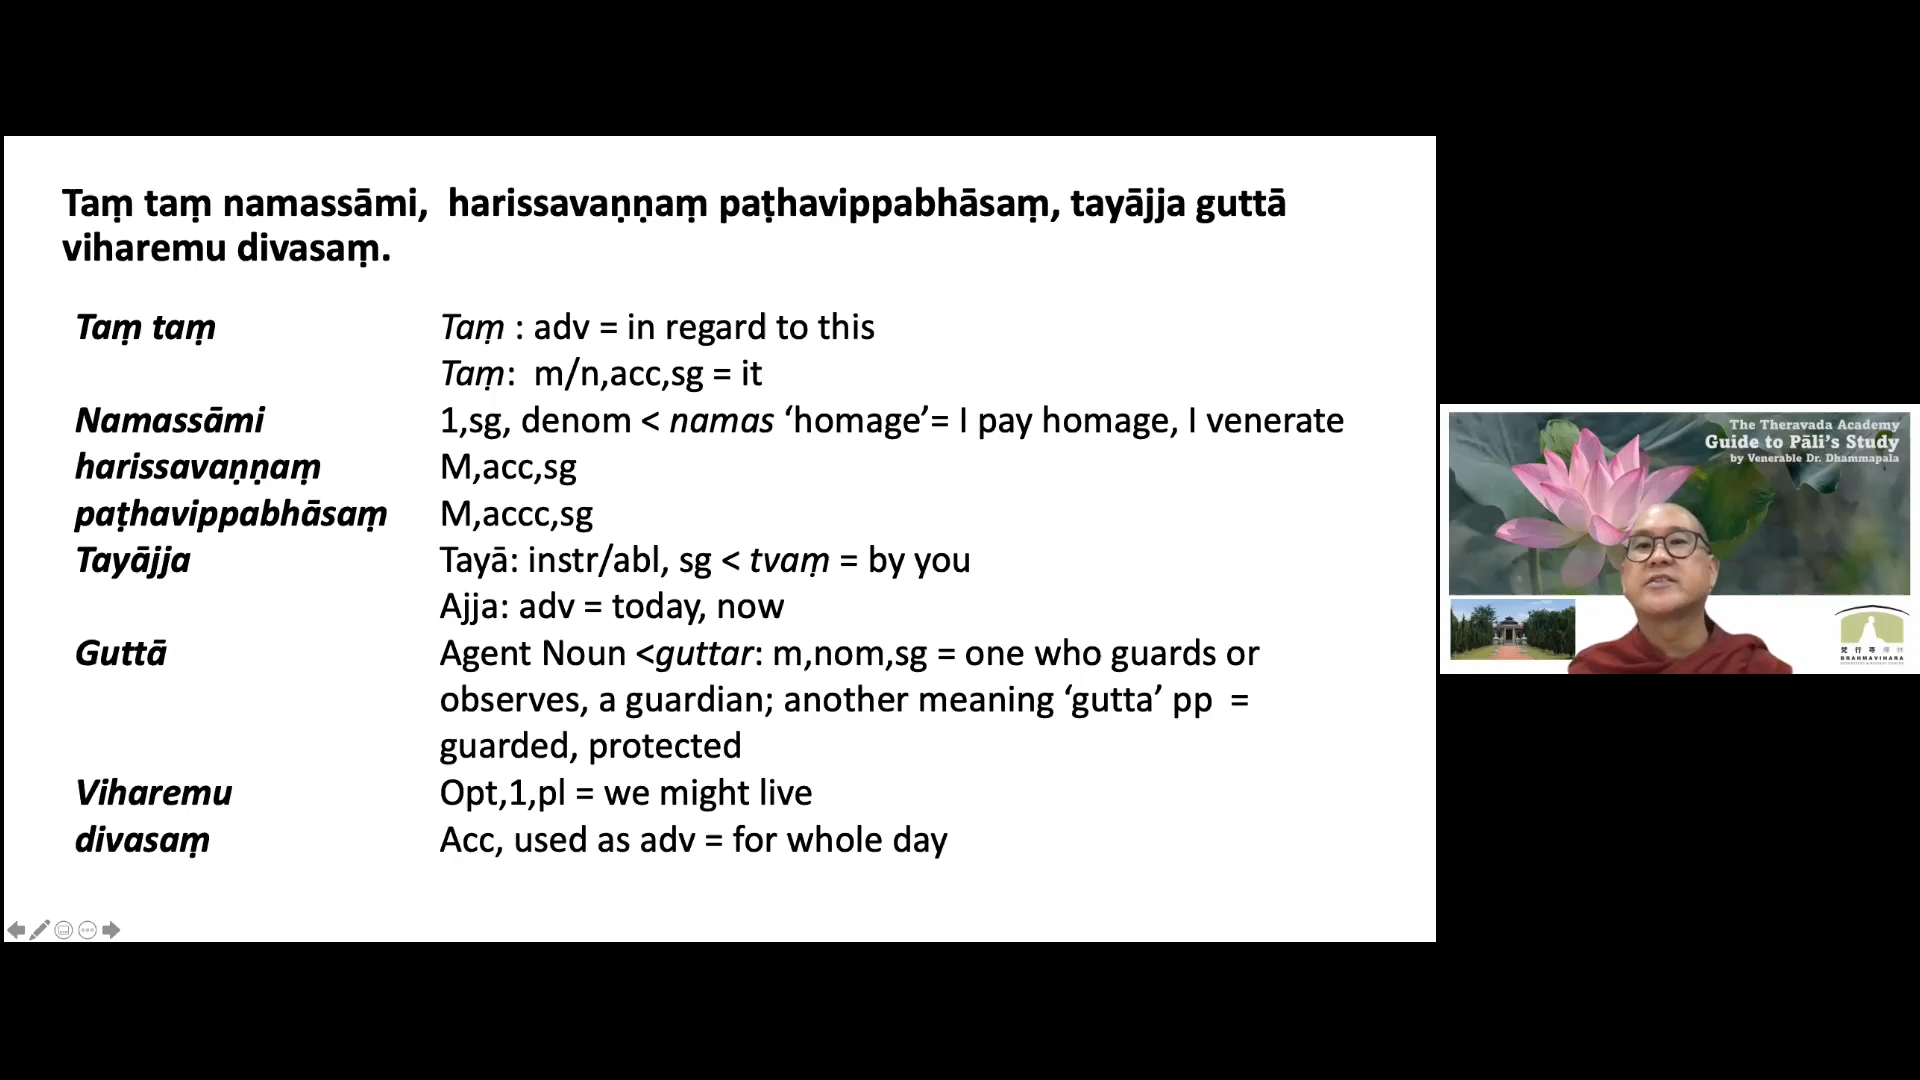 Taṃ taṃ namassāmi,  harissavaṇṇaṃ paṭhavippabhāsaṃ, tayājja guttā
viharemu divasaṃ.
Taṃ taṃ
Taṃ : adv = in regard to this
Taṃ:  m/n,acc,sg = it
Namassāmi
1,sg, denom < namas ‘homage’= I pay homage, I venerate
harissavaṇṇaṃ
M,acc,sg
paṭhavippabhāsaṃ
M,accc,sg
Tayājja
Tayā: instr/abl, sg < tvaṃ = by you
Ajja: adv = today, now
Guttā
Agent Noun <guttar: m,nom,sg = one who guards or
observes, a guardian; another meaning ‘gutta’ pp  =
guarded, protected
Viharemu
Opt,1,pl = we might live
divasaṃ
Acc, used as adv = for whole day
The Theravada Academy
Guide to Pāli’s Study
by Venerable Dr. Dhammapala
BRAHMAVIHARA